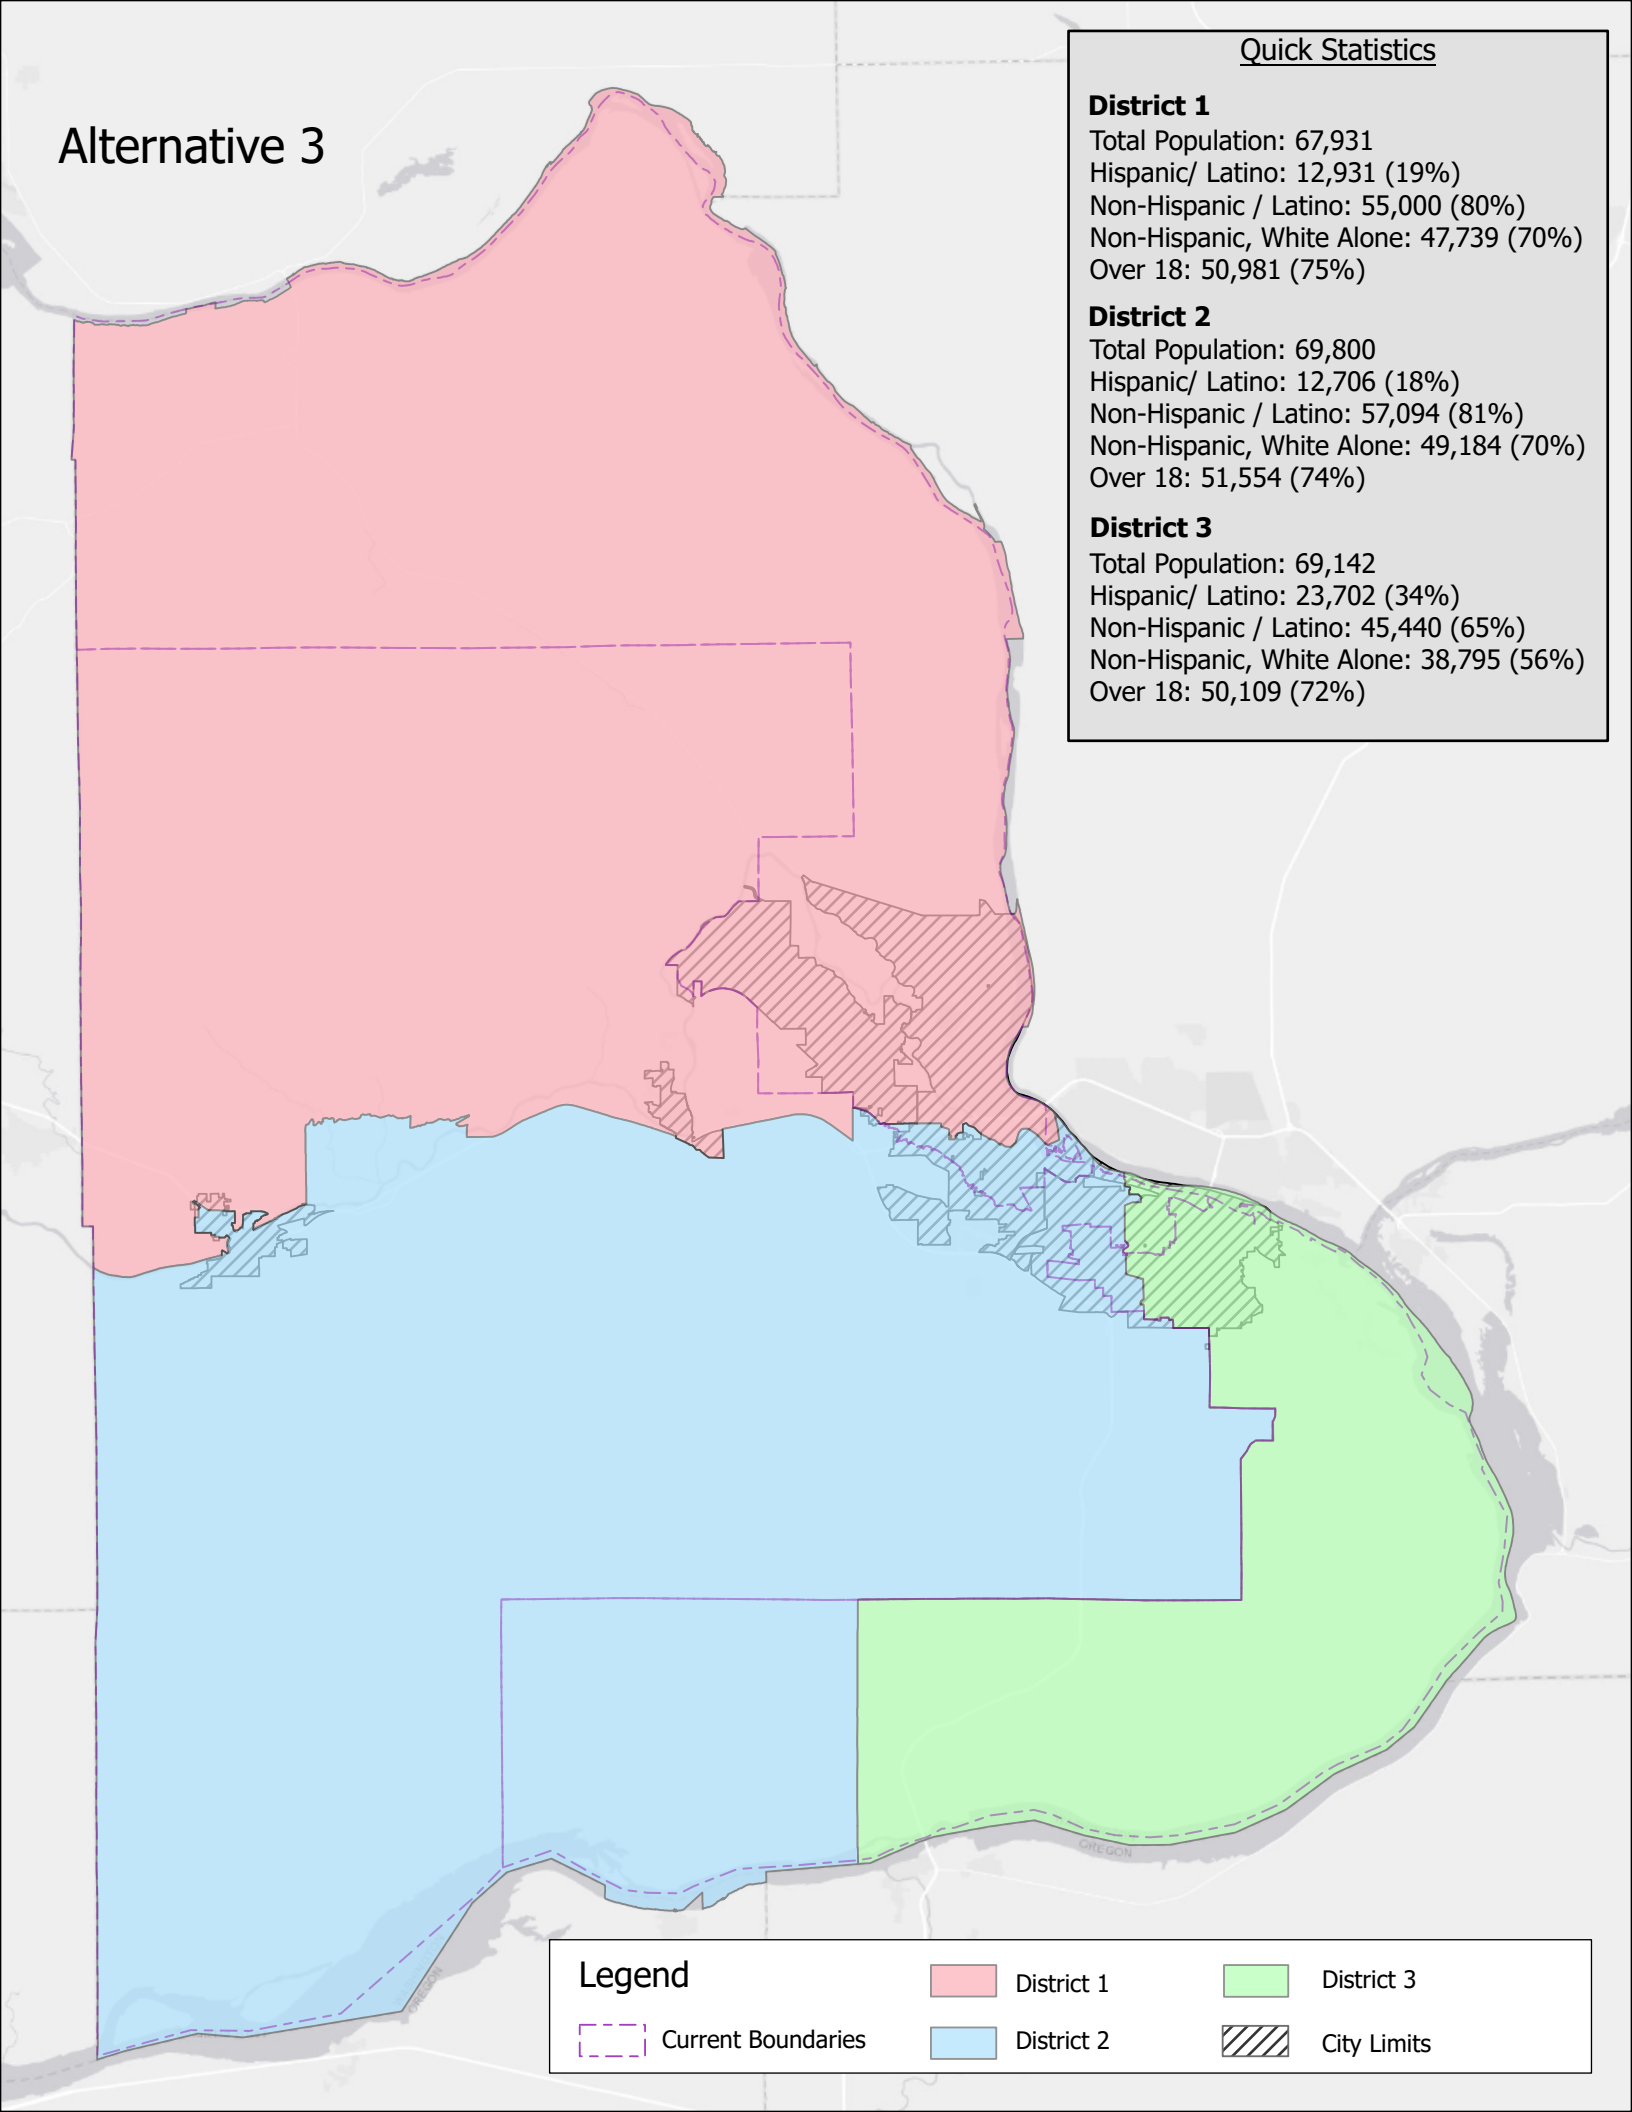 Alternative 3
Quick Statistics
District 1
Total Population: 67,931
Hispanic/ Latino: 12,931 (19%)
Non-Hispanic / Latino: 55,000 (80%)
Non-Hispanic, White Alone: 47,739 (70%)
Over 18: 50,981 (75%)
District 2
Total Population: 69,800
Hispanic/ Latino: 12,706 (18%)
Non-Hispanic / Latino: 57,094 (81%)
Non-Hispanic, White Alone: 49,184 (70%)
Over 18: 51,554 (74%)
District 3
Total Population: 69,142
Hispanic/ Latino: 23,702 (34%)
Non-Hispanic / Latino: 45,440 (65%)
Non-Hispanic, White Alone: 38,795 (56%)
Over 18: 50,109 (72%)
OREGON
OREGON
Legend
Current Boundaries
District 1
District 2
District 3
City Limits